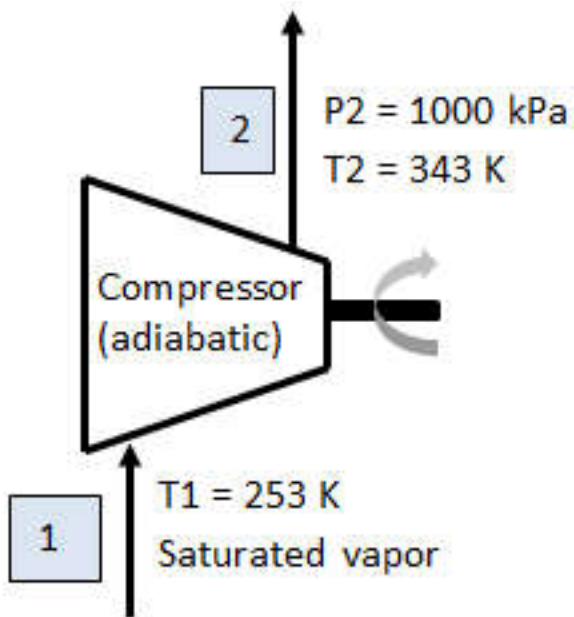 2
P2 = 1000 kPa
T2 = 343 K
Compressor
(adiabatic)
T1 = 253 K
1
Saturated vapor